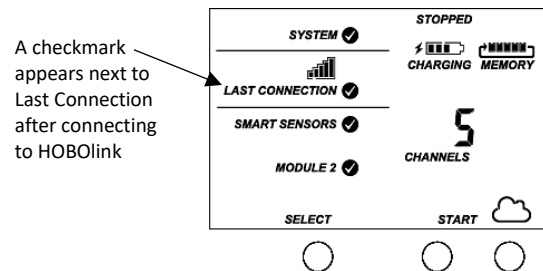 A checkmark
appears next to
Last Connection
after connecting
to HOBOlink
STOPPED
SYSTEM
CHARGING MEMORY
LAST CONNECTION
SMART SENSORS
5
CHANNELS
MODULE 2
SELECT
START